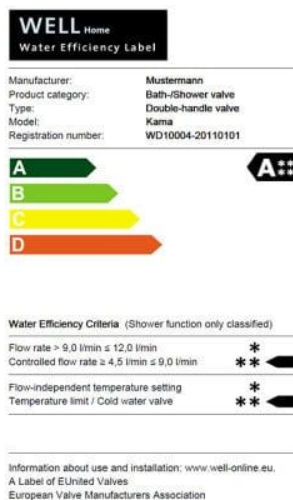 WELL Home
Water Efficiency Label
Manufacturer: Mustermann
Product category: Bath-/Shower valve
Type: Double-handle valve
Model: Kama
Registration number: WD10004-20110101
A A**
B
C
D
Water Efficiency Criteria (Shower function only classified)
Flow rate > 9,0 l/min ≤ 12,0 l/min *
Controlled flow rate ≥ 4,5 l/min ≤ 9,0 l/min **
Flow-independent temperature setting *
Temperature limit / Cold water valve **
Information about use and installation: www.well-online.eu.
A Label of EUnited Valves
European Valve Manufacturers Association